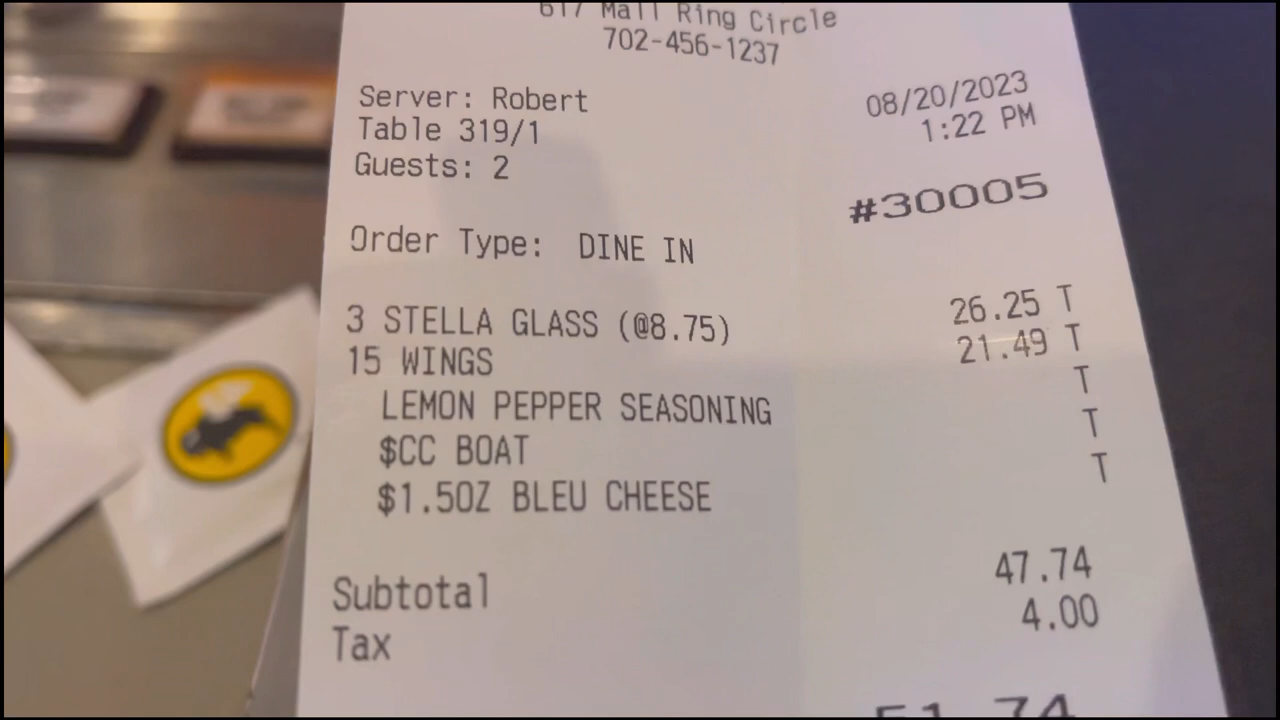 617 Mall Ring Circle
702-456-1237
Server: Robert 08/20/2023
Table 319/1 1:22 PM
Guests: 2
#30005
Order Type: DINE IN
3 STELLA GLASS (@8.75) 26.25 T
15 WINGS 21.49 T
LEMON PEPPER SEASONING T
$CC BOAT T
$1.5OZ BLEU CHEESE T
Subtotal 47.74
Tax 4.00
51.74